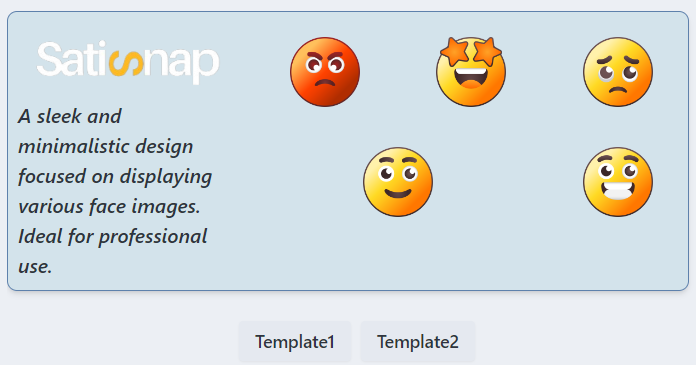 Satisnap
A sleek and
minimalistic design
focused on displaying
various face images.
Ideal for professional
use.
Template1 Template2